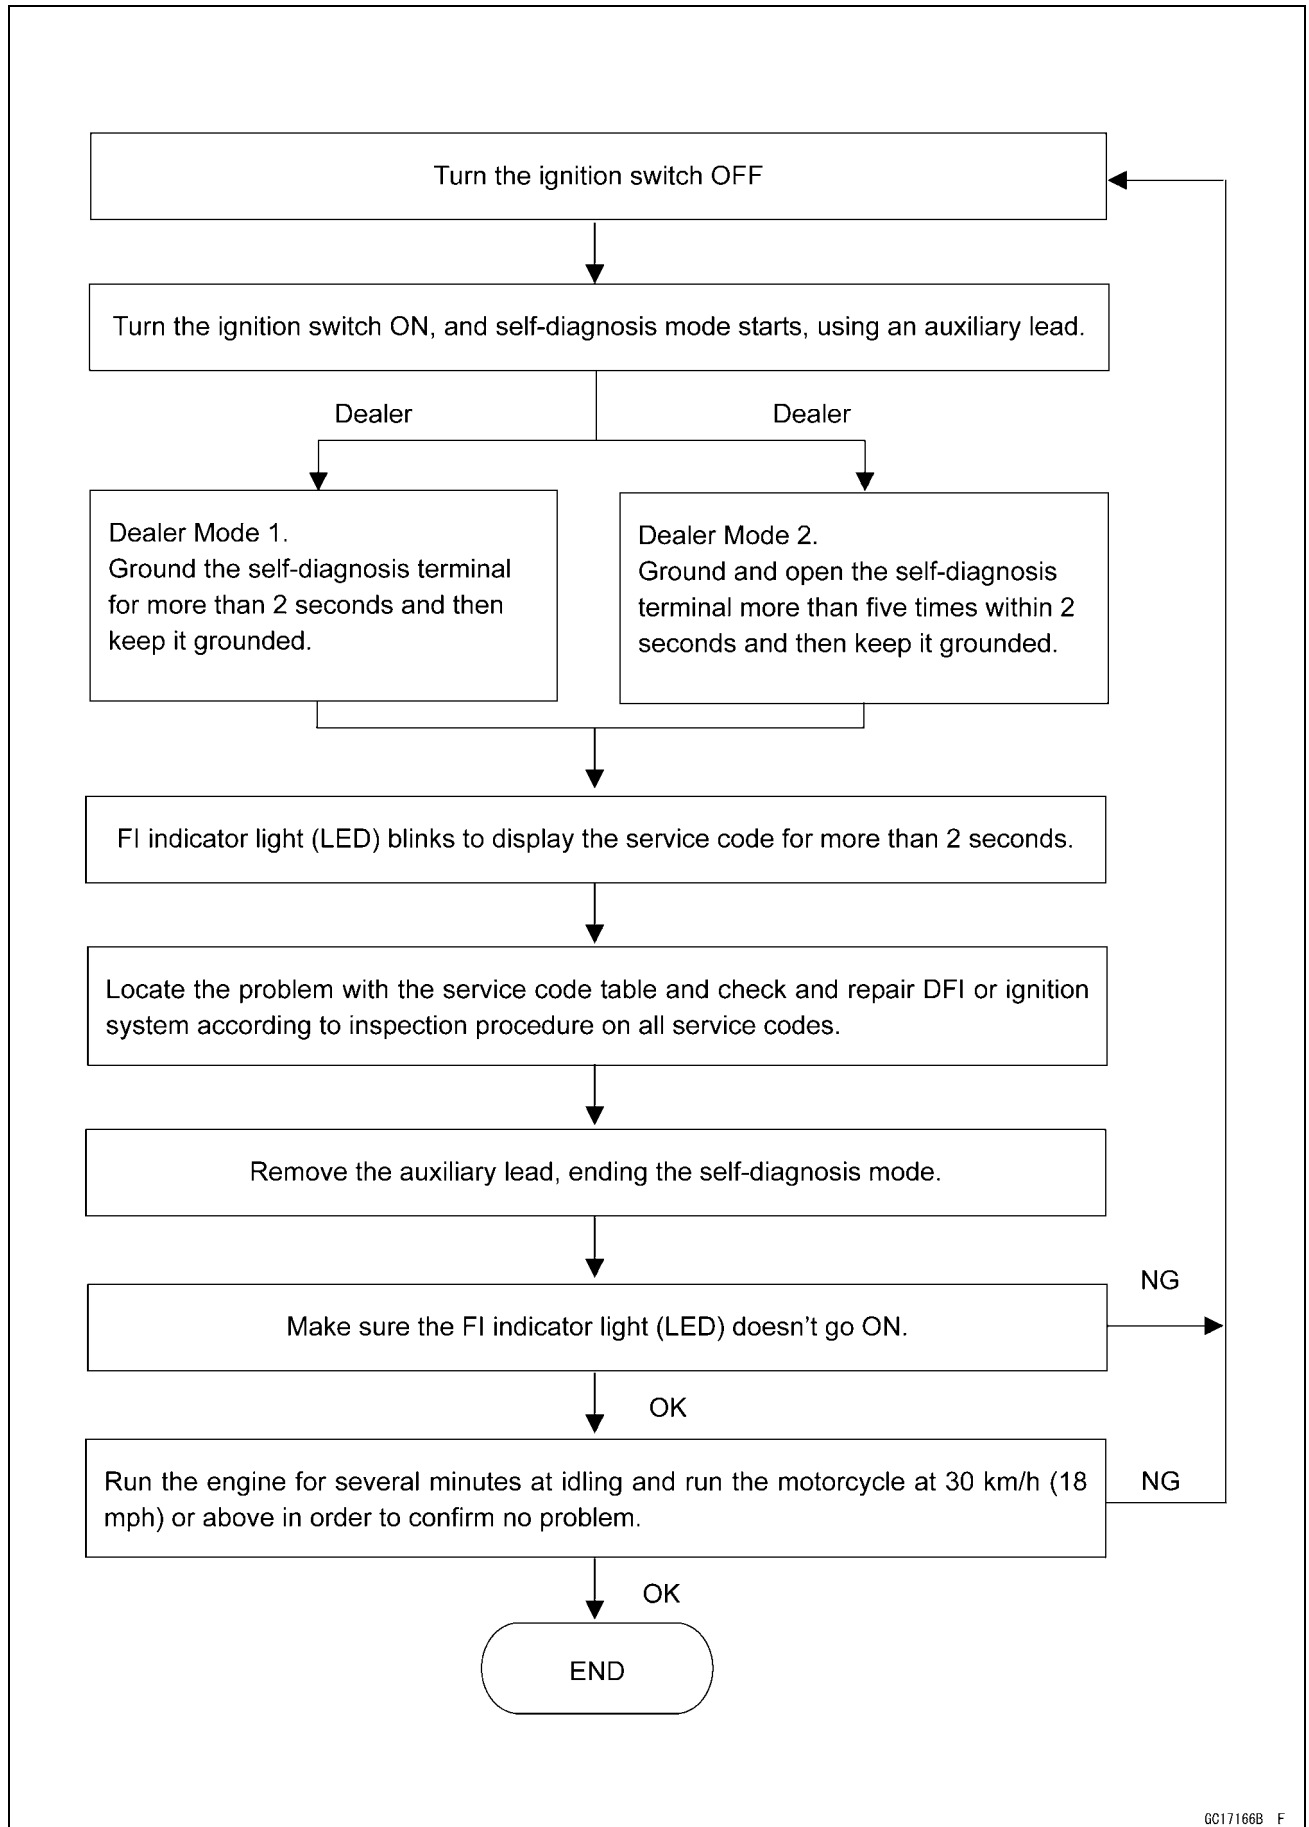 Turn the ignition switch OFF
Turn the ignition switch ON, and self-diagnosis mode starts, using an auxiliary lead.
Dealer
Dealer
Dealer Mode 1.
Ground the self-diagnosis terminal
for more than 2 seconds and then
keep it grounded.
Dealer Mode 2.
Ground and open the self-diagnosis
terminal more than five times within 2
seconds and then keep it grounded.
FI indicator light (LED) blinks to display the service code for more than 2 seconds.
Locate the problem with the service code table and check and repair DFI or ignition
system according to inspection procedure on all service codes.
Remove the auxiliary lead, ending the self-diagnosis mode.
NG
Make sure the FI indicator light (LED) doesn't go ON.
OK
Run the engine for several minutes at idling and run the motorcycle at 30 km/h (18
mph) or above in order to confirm no problem.
NG
OK
END
GC17166B F